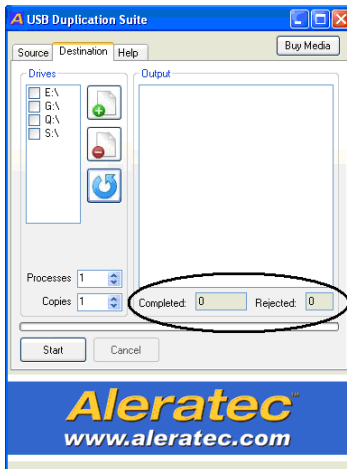 A USB Duplication Suite
Source Destination Help
Buy Media
Drives
Output
E:\
G:\
Q:\
S:\
Processes 1
Copies 1
Completed: 0 Rejected: 0
Start Cancel
Aleratec™
www.aleratec.com